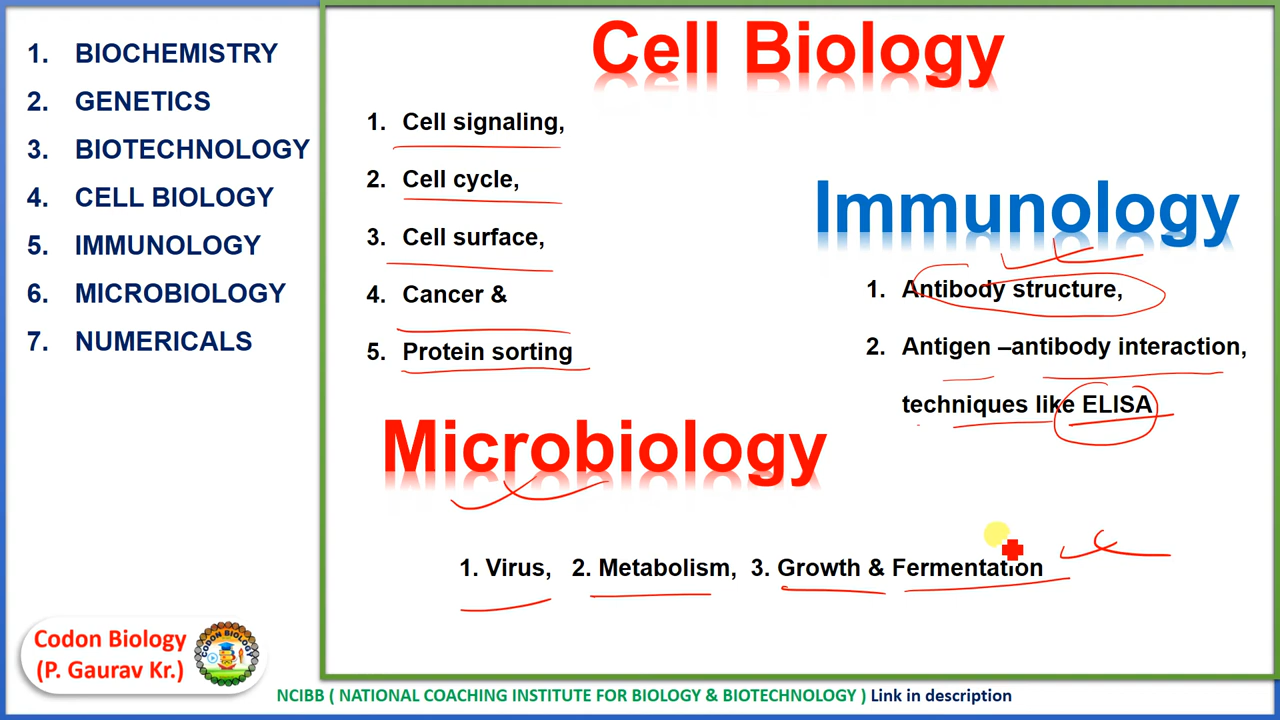 1. BIOCHEMISTRY
2. GENETICS
3. BIOTECHNOLOGY
4. CELL BIOLOGY
5. IMMUNOLOGY
6. MICROBIOLOGY
7. NUMERICALS
Cell Biology
1. Cell signaling,
2. Cell cycle,
3. Cell surface,
4. Cancer &
5. Protein sorting
Immunology
1. Antibody structure,
2. Antigen –antibody interaction,
techniques like ELISA
Microbiology
1. Virus, 2. Metabolism, 3. Growth & Fermentation
Codon Biology
(P. Gaurav Kr.)
CODON BIOLOGY
NCIBB ( NATIONAL COACHING INSTITUTE FOR BIOLOGY & BIOTECHNOLOGY ) Link in description